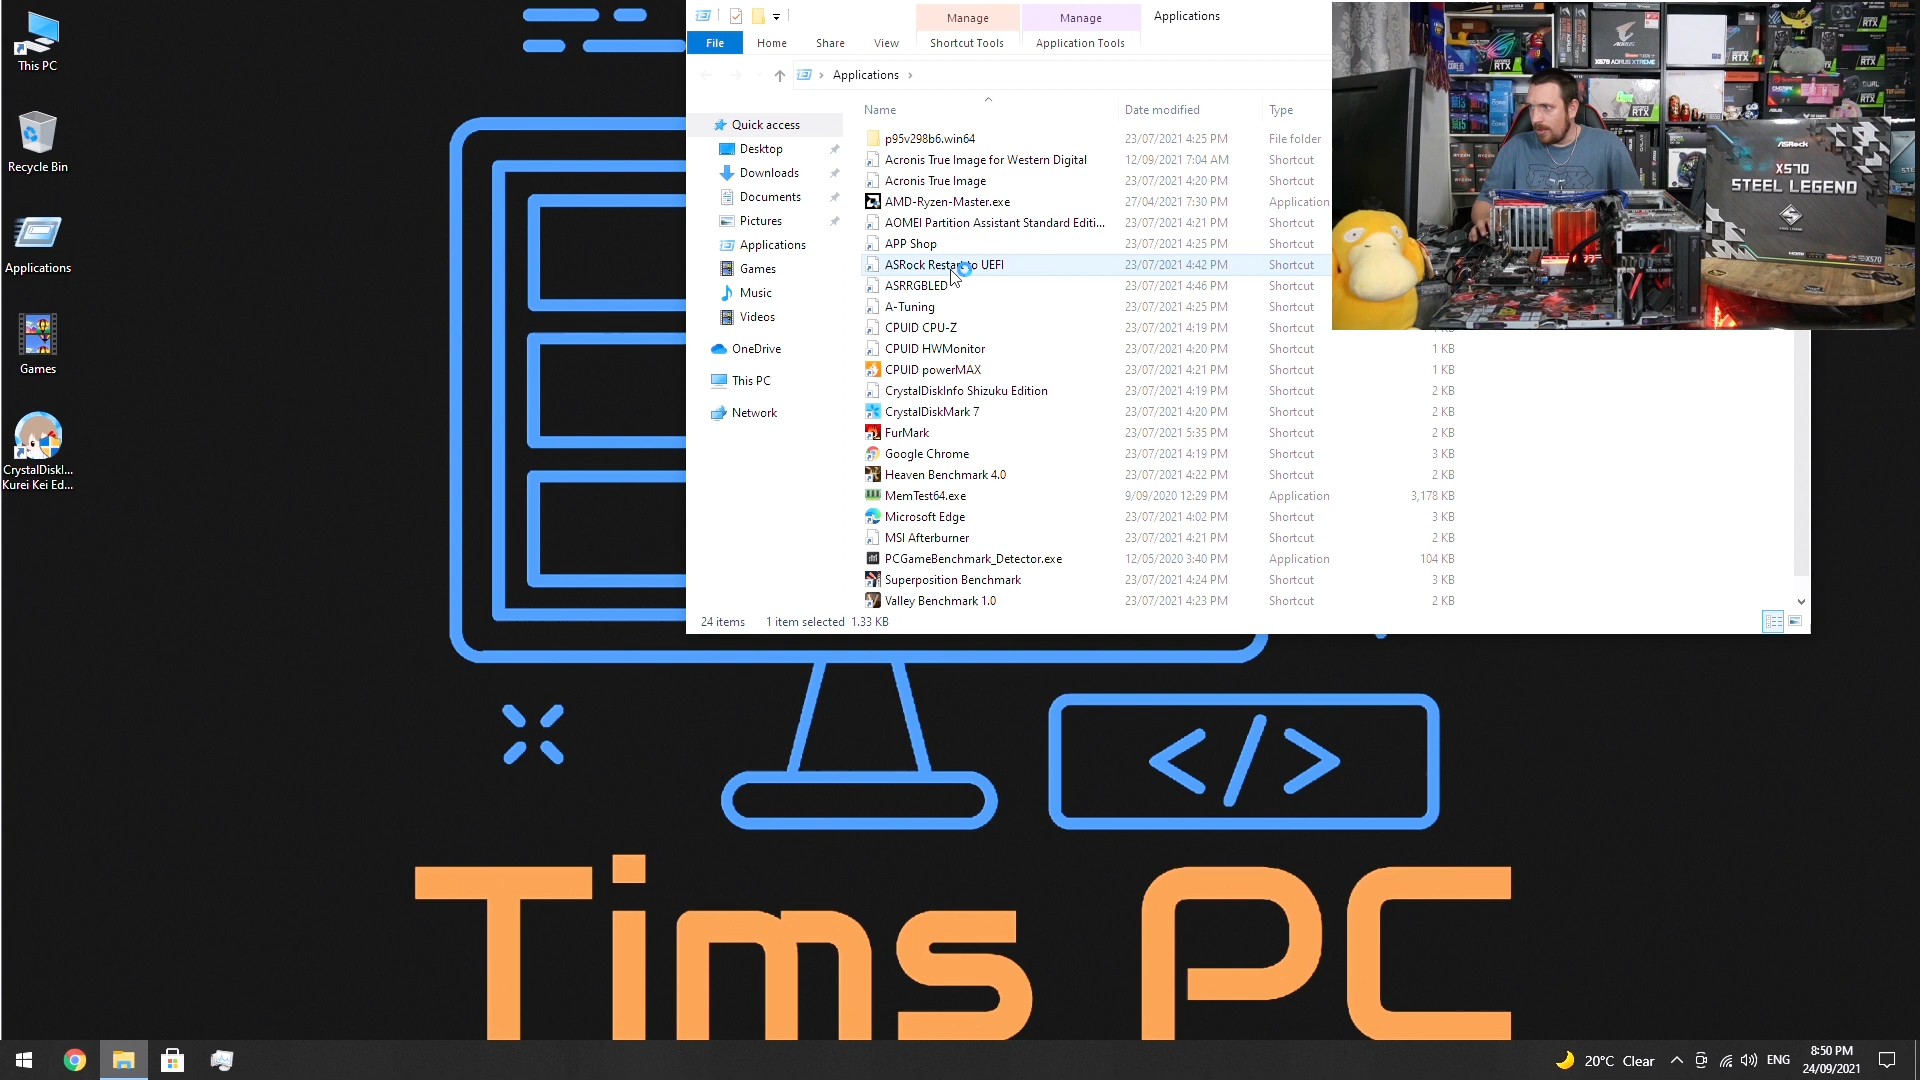 This PC
Recycle Bin
Applications
Games
CrystalDiskI...
Kurei Kei Ed...
Manage
Manage
Applications
File
Home
Share
View
Shortcut Tools
Application Tools
Applications
Name
Date modified
Type
Quick access
Desktop
Downloads
Documents
Pictures
Applications
Games
Music
Videos
OneDrive
This PC
Network
p95v298b6.win64 23/07/2021 4:25 PM File folder
Acronis True Image for Western Digital 12/09/2021 7:04 AM Shortcut
Acronis True Image 23/07/2021 4:20 PM Shortcut
AMD-Ryzen-Master.exe 27/04/2021 7:30 PM Application
AOMEI Partition Assistant Standard Editi... 23/07/2021 4:21 PM Shortcut
APP Shop 23/07/2021 4:25 PM Shortcut
ASRock Restart to UEFI 23/07/2021 4:42 PM Shortcut
ASRRGBLED 23/07/2021 4:46 PM Shortcut
A-Tuning 23/07/2021 4:25 PM Shortcut
CPUID CPU-Z 23/07/2021 4:19 PM Shortcut
CPUID HWMonitor 23/07/2021 4:20 PM Shortcut 1 KB
CPUID powerMAX 23/07/2021 4:21 PM Shortcut 1 KB
CrystalDiskInfo Shizuku Edition 23/07/2021 4:19 PM Shortcut 2 KB
CrystalDiskMark 7 23/07/2021 4:20 PM Shortcut 2 KB
FurMark 23/07/2021 5:35 PM Shortcut 2 KB
Google Chrome 23/07/2021 4:19 PM Shortcut 3 KB
Heaven Benchmark 4.0 23/07/2021 4:22 PM Shortcut 2 KB
MemTest64.exe 9/09/2020 12:29 PM Application 3,178 KB
Microsoft Edge 23/07/2021 4:02 PM Shortcut 3 KB
MSI Afterburner 23/07/2021 4:21 PM Shortcut 2 KB
PCGameBenchmark_Detector.exe 12/05/2020 3:40 PM Application 104 KB
Superposition Benchmark 23/07/2021 4:24 PM Shortcut 3 KB
Valley Benchmark 1.0 23/07/2021 4:23 PM Shortcut 2 KB
24 items 1 item selected 1.33 KB
AORUS
X570 AORUS XTREME
ASRock
X570
STEEL LEGEND
</>
Tims PC
20°C Clear
ENG
8:50 PM
24/09/2021